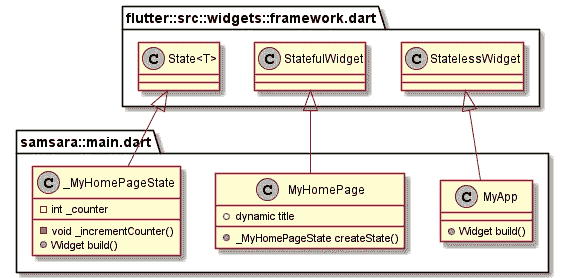 flutter::src::widgets::framework.dart
C State<T>
C StatefulWidget
C StatelessWidget
samsara::main.dart
C _MyHomePageState
int _counter
void _incrementCounter()
Widget build()
C MyHomePage
dynamic title
_MyHomePageState createState()
C MyApp
Widget build()